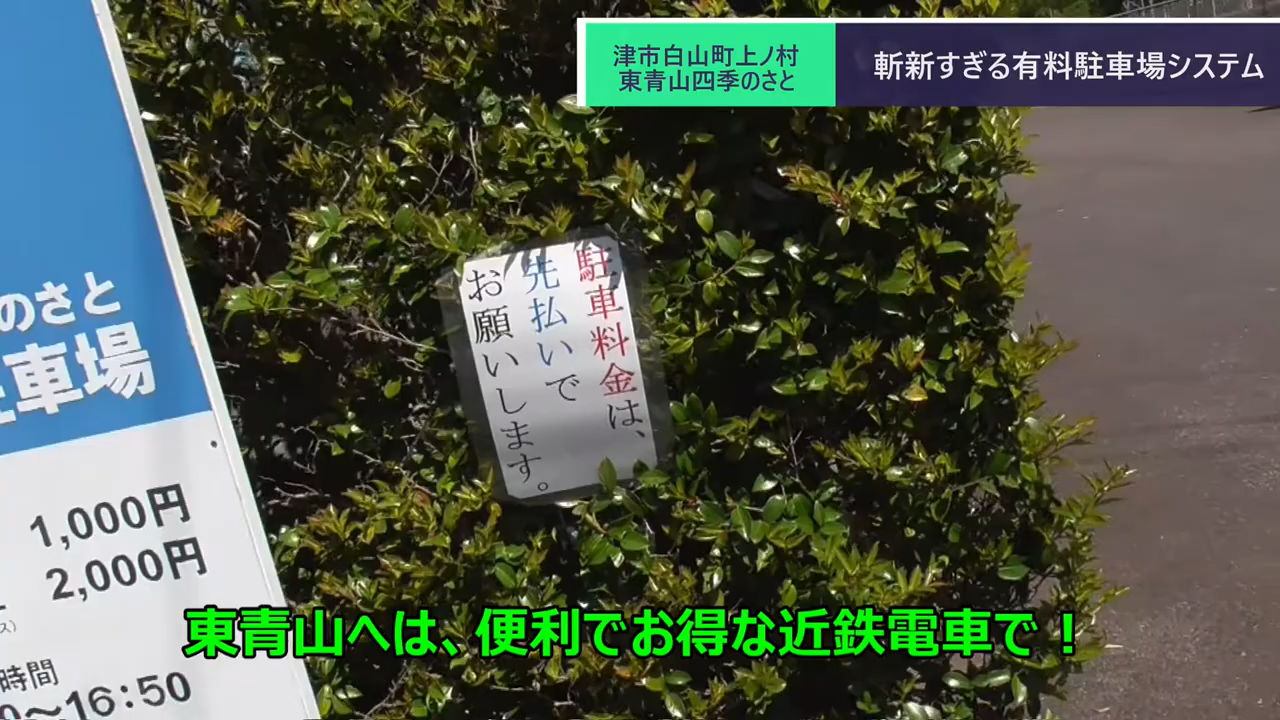 津市白山町上ノ村
東青山四季のさと
斬新すぎる有料駐車場システム
駐車料金は、
先払いで
お願いします。
のさと
車場
1,000円
2,000円
時間
～16:50
東青山へは、便利でお得な近鉄電車で！